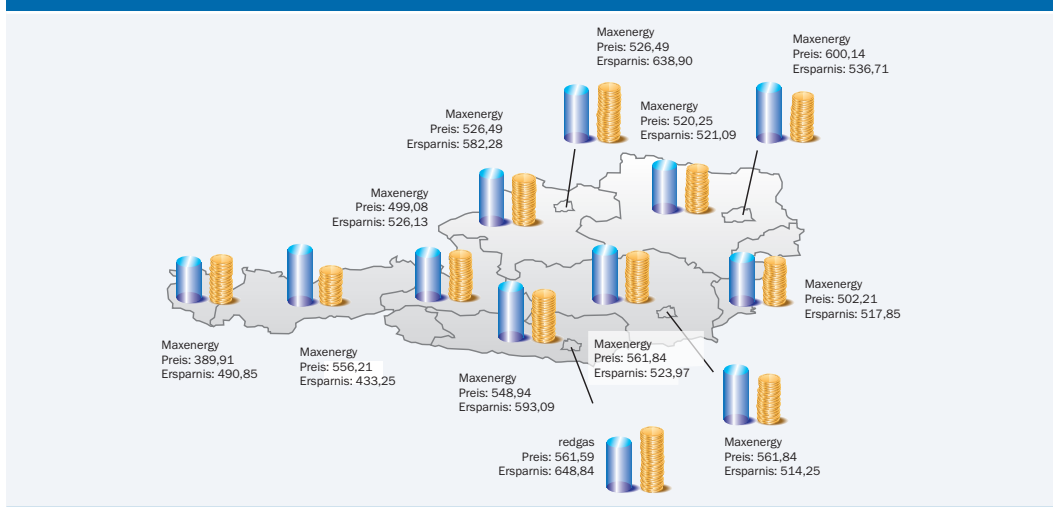 Maxenergy
Preis: 526,49
Ersparnis: 638,90
Maxenergy
Preis: 600,14
Ersparnis: 536,71
Maxenergy
Preis: 520,25
Ersparnis: 521,09
Maxenergy
Preis: 526,49
Ersparnis: 582,28
Maxenergy
Preis: 499,08
Ersparnis: 526,13
Maxenergy
Preis: 502,21
Ersparnis: 517,85
Maxenergy
Preis: 389,91
Ersparnis: 490,85
Maxenergy
Preis: 556,21
Ersparnis: 433,25
Maxenergy
Preis: 561,84
Ersparnis: 523,97
Maxenergy
Preis: 548,94
Ersparnis: 593,09
redgas
Preis: 561,59
Ersparnis: 648,84
Maxenergy
Preis: 561,84
Ersparnis: 514,25